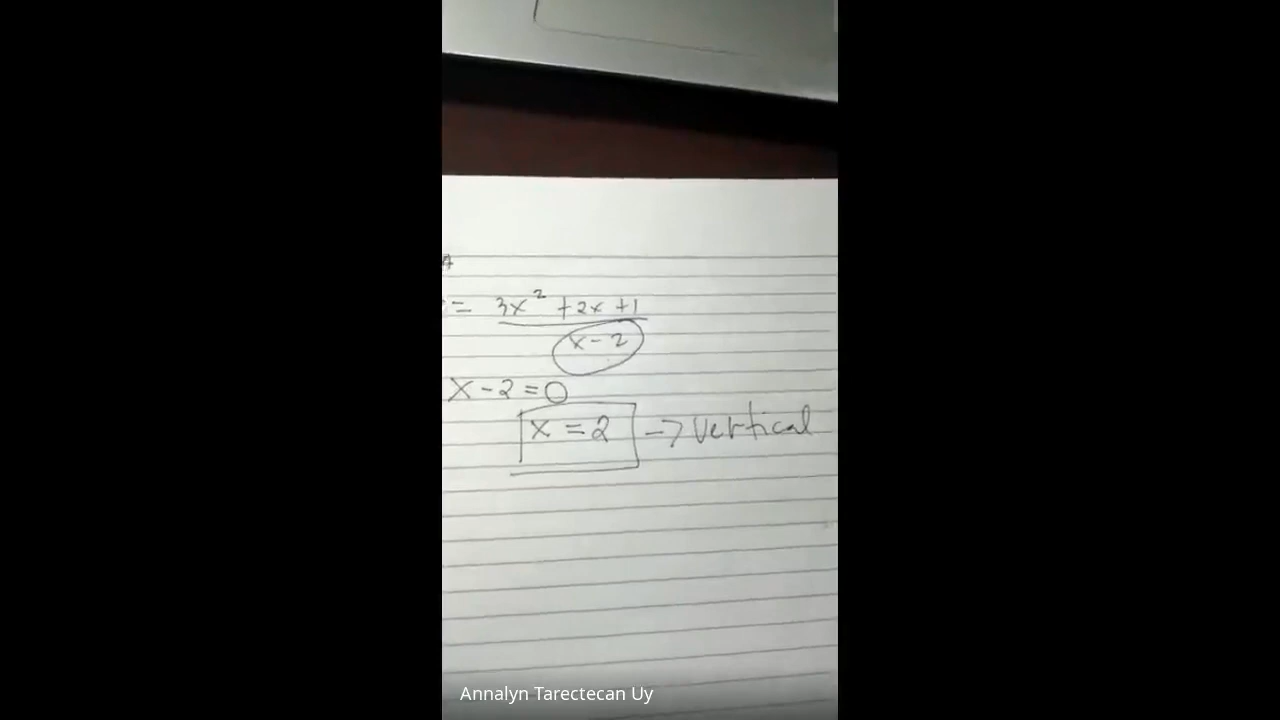 = 3x² + 2x + 1
x - 2
x - 2 = 0
x = 2 → vertical
Annalyn Tarectecan Uy